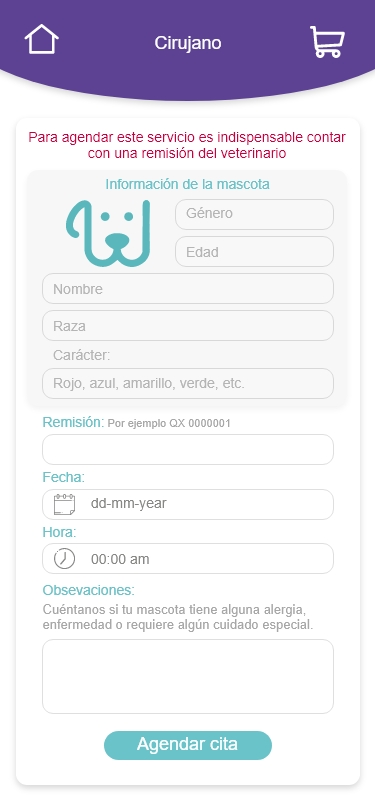 Cirujano
Para agendar este servicio es indispensable contar
con una remisión del veterinario
Información de la mascota
Género
Edad
Nombre
Raza
Carácter:
Rojo, azul, amarillo, verde, etc.
Remisión: Por ejemplo QX 0000001
Fecha:
dd-mm-year
Hora:
00:00 am
Obsevaciones:
Cuéntanos si tu mascota tiene alguna alergia,
enfermedad o requiere algún cuidado especial.
Agendar cita